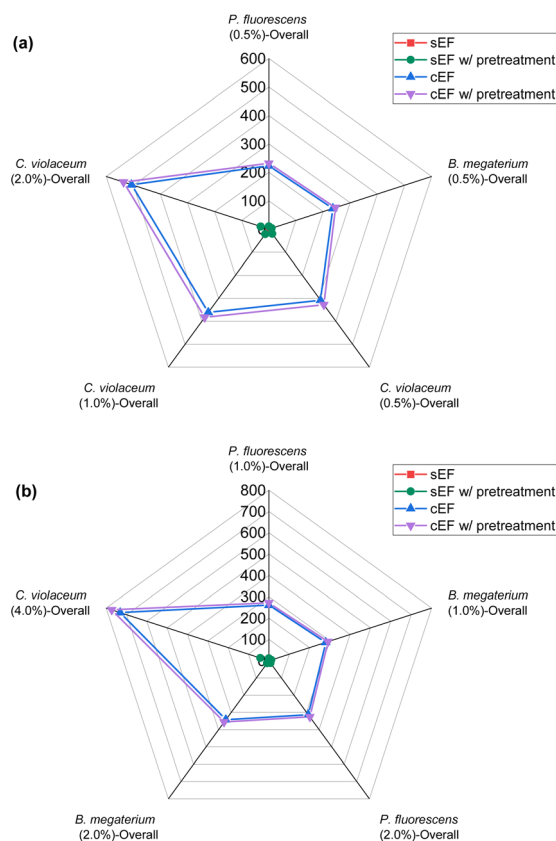 (a)
P. fluorescens
(0.5%)-Overall
sEF
sEF w/ pretreatment
cEF
cEF w/ pretreatment
600
500
400
300
200
100
0
C. violaceum
(2.0%)-Overall
B. megaterium
(0.5%)-Overall
C. violaceum
(1.0%)-Overall
C. violaceum
(0.5%)-Overall
(b)
P. fluorescens
(1.0%)-Overall
sEF
sEF w/ pretreatment
cEF
cEF w/ pretreatment
800
700
600
500
400
300
200
100
0
C. violaceum
(4.0%)-Overall
B. megaterium
(1.0%)-Overall
B. megaterium
(2.0%)-Overall
P. fluorescens
(2.0%)-Overall